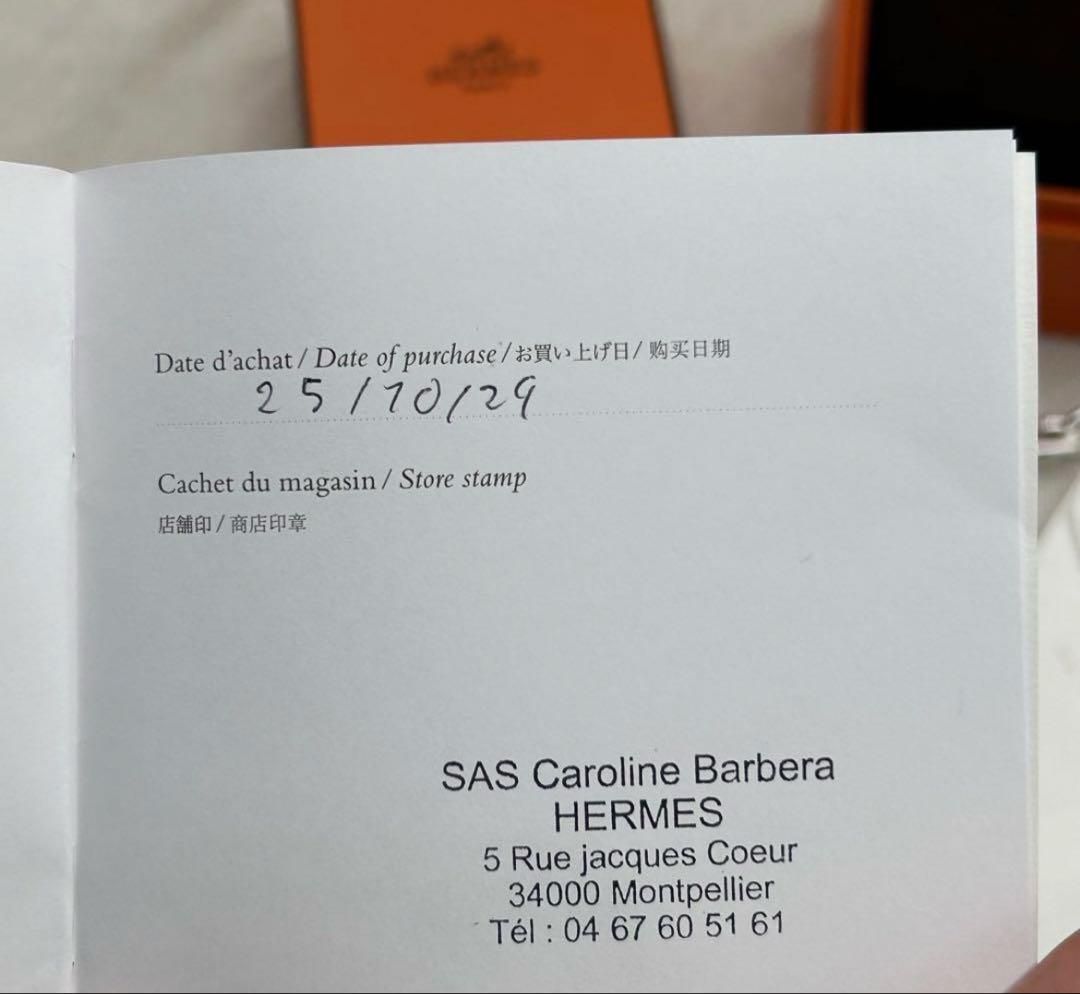 HERMES
Date d'achat / Date of purchase / お買い上げ日 / 购买日期
25/10/29
Cachet du magasin / Store stamp
店舗印 / 商店印章
SAS Caroline Barbera
HERMES
5 Rue jacques Coeur
34000 Montpellier
Tél : 04 67 60 51 61